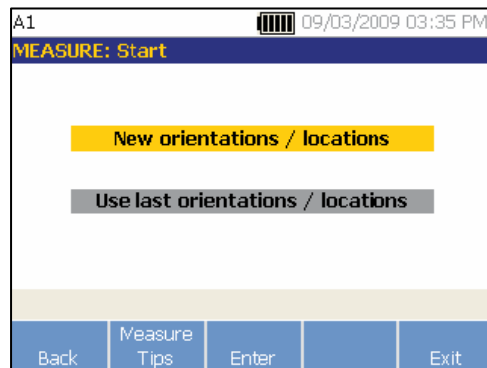 A1 09/03/2009 03:35 PM
MEASURE: Start
New orientations / locations
Use last orientations / locations
Back Measure Tips Enter Exit